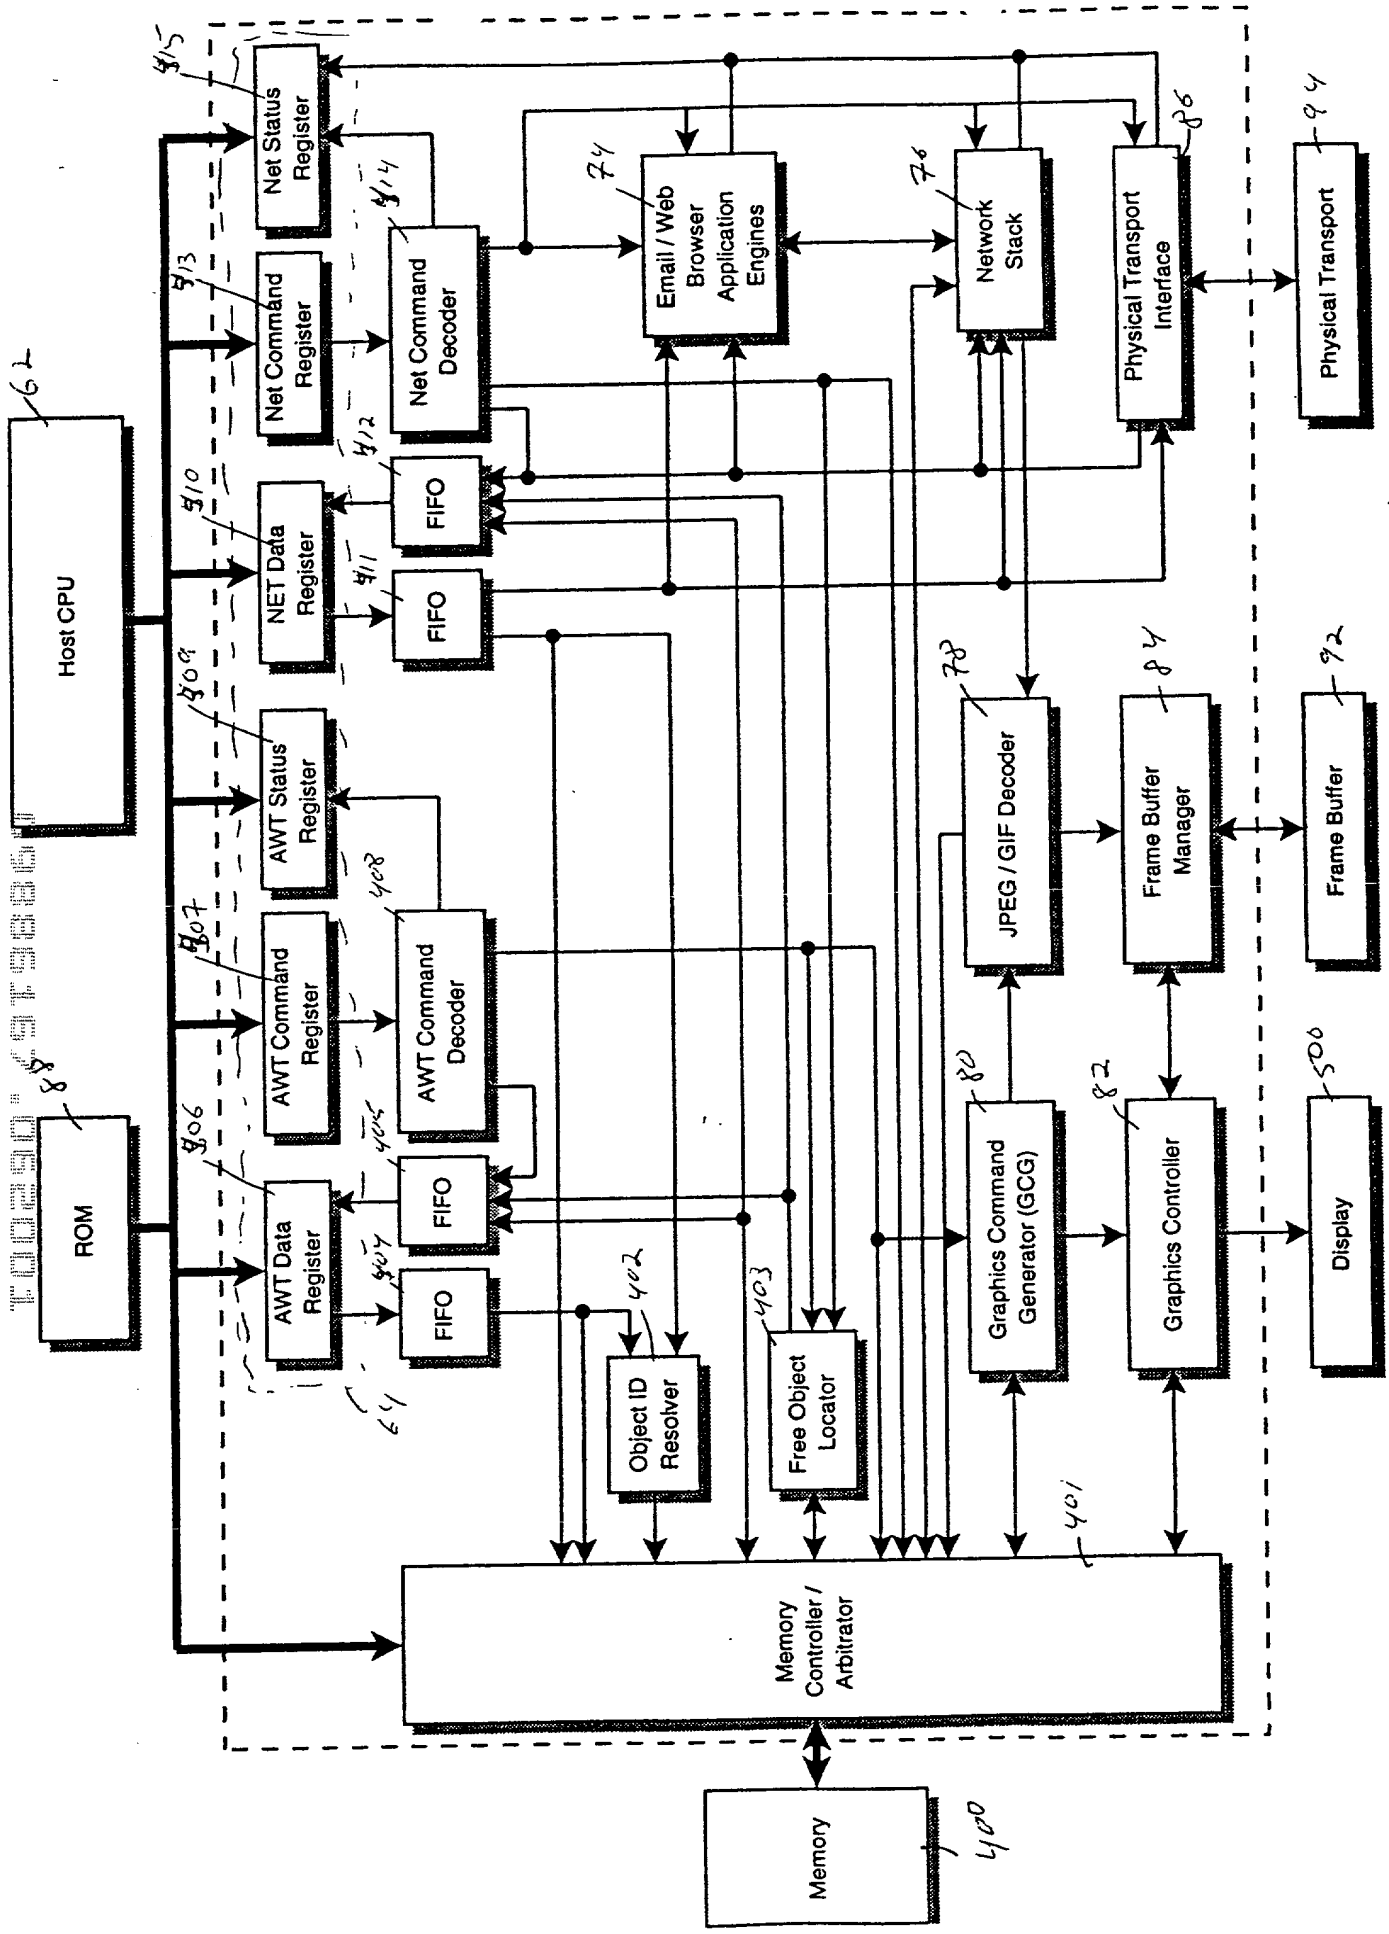 Host CPU
62
ROM
88
AWT Data
Register
406
AWT Command
Register
407
AWT Status
Register
409
NET Data
Register
410
Net Command
Register
413
Net Status
Register
415
64
FIFO
404
FIFO
405
AWT Command
Decoder
408
FIFO
411
FIFO
412
Net Command
Decoder
414
Object ID
Resolver
402
Email / Web
Browser
Application
Engines
74
Memory
400
Memory
Controller /
Arbitrator
401
Free Object
Locator
403
Graphics Command
Generator (GCG)
80
JPEG / GIF Decoder
78
Network
Stack
76
Graphics Controller
82
Frame Buffer
Manager
84
Physical Transport
Interface
86
Display
500
Frame Buffer
92
Physical Transport
94